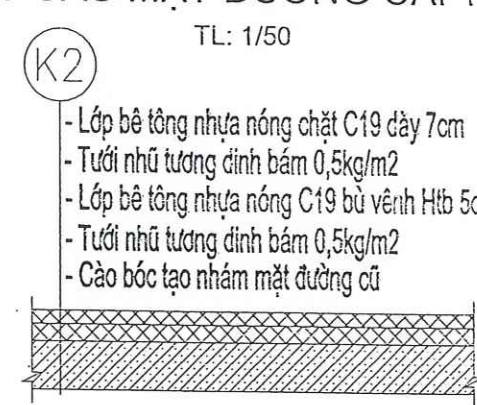 TL: 1/50
K2
- Lớp bê tông nhựa nóng chặt C19 dày 7cm
- Tưới nhũ tương dính bám 0,5kg/m2
- Lớp bê tông nhựa nóng C19 bù vênh Htb 5c
- Tưới nhũ tương dính bám 0,5kg/m2
- Cào bóc tạo nhám mặt đường cũ